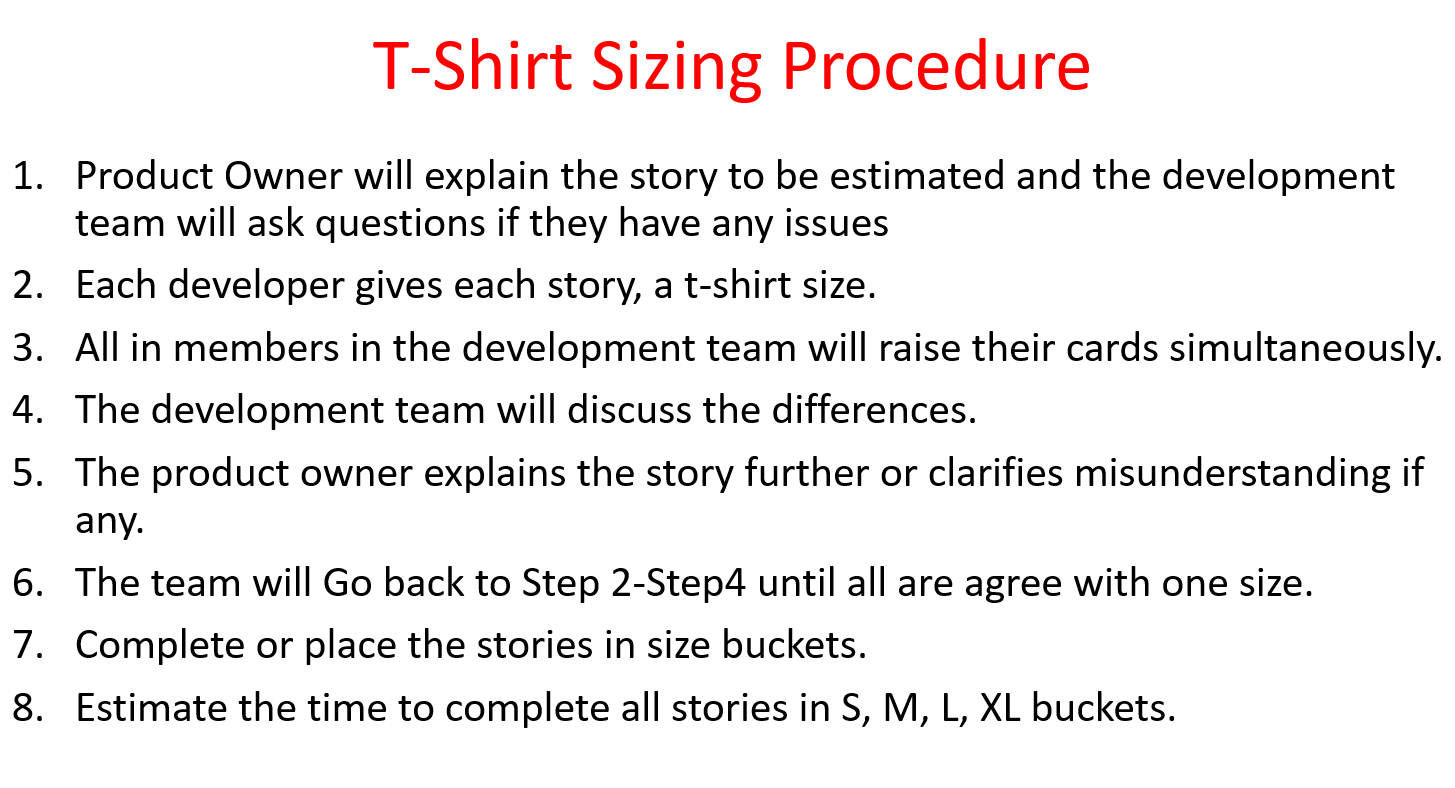 T-Shirt Sizing Procedure
1. Product Owner will explain the story to be estimated and the development
team will ask questions if they have any issues
2. Each developer gives each story, a t-shirt size.
3. All in members in the development team will raise their cards simultaneously.
4. The development team will discuss the differences.
5. The product owner explains the story further or clarifies misunderstanding if
any.
6. The team will Go back to Step 2-Step4 until all are agree with one size.
7. Complete or place the stories in size buckets.
8. Estimate the time to complete all stories in S, M, L, XL buckets.